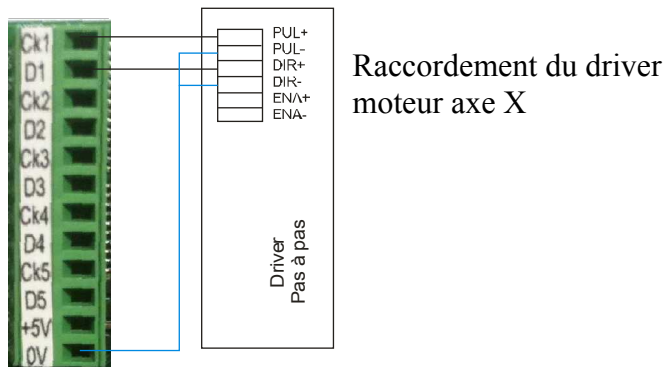 Ck1
D1
Ck2
D2
Ck3
D3
Ck4
D4
Ck5
D5
+5V
0V
PUL+
PUL-
DIR+
DIR-
ENA+
ENA-
Driver
Pas à pas
Raccordement du driver
moteur axe X